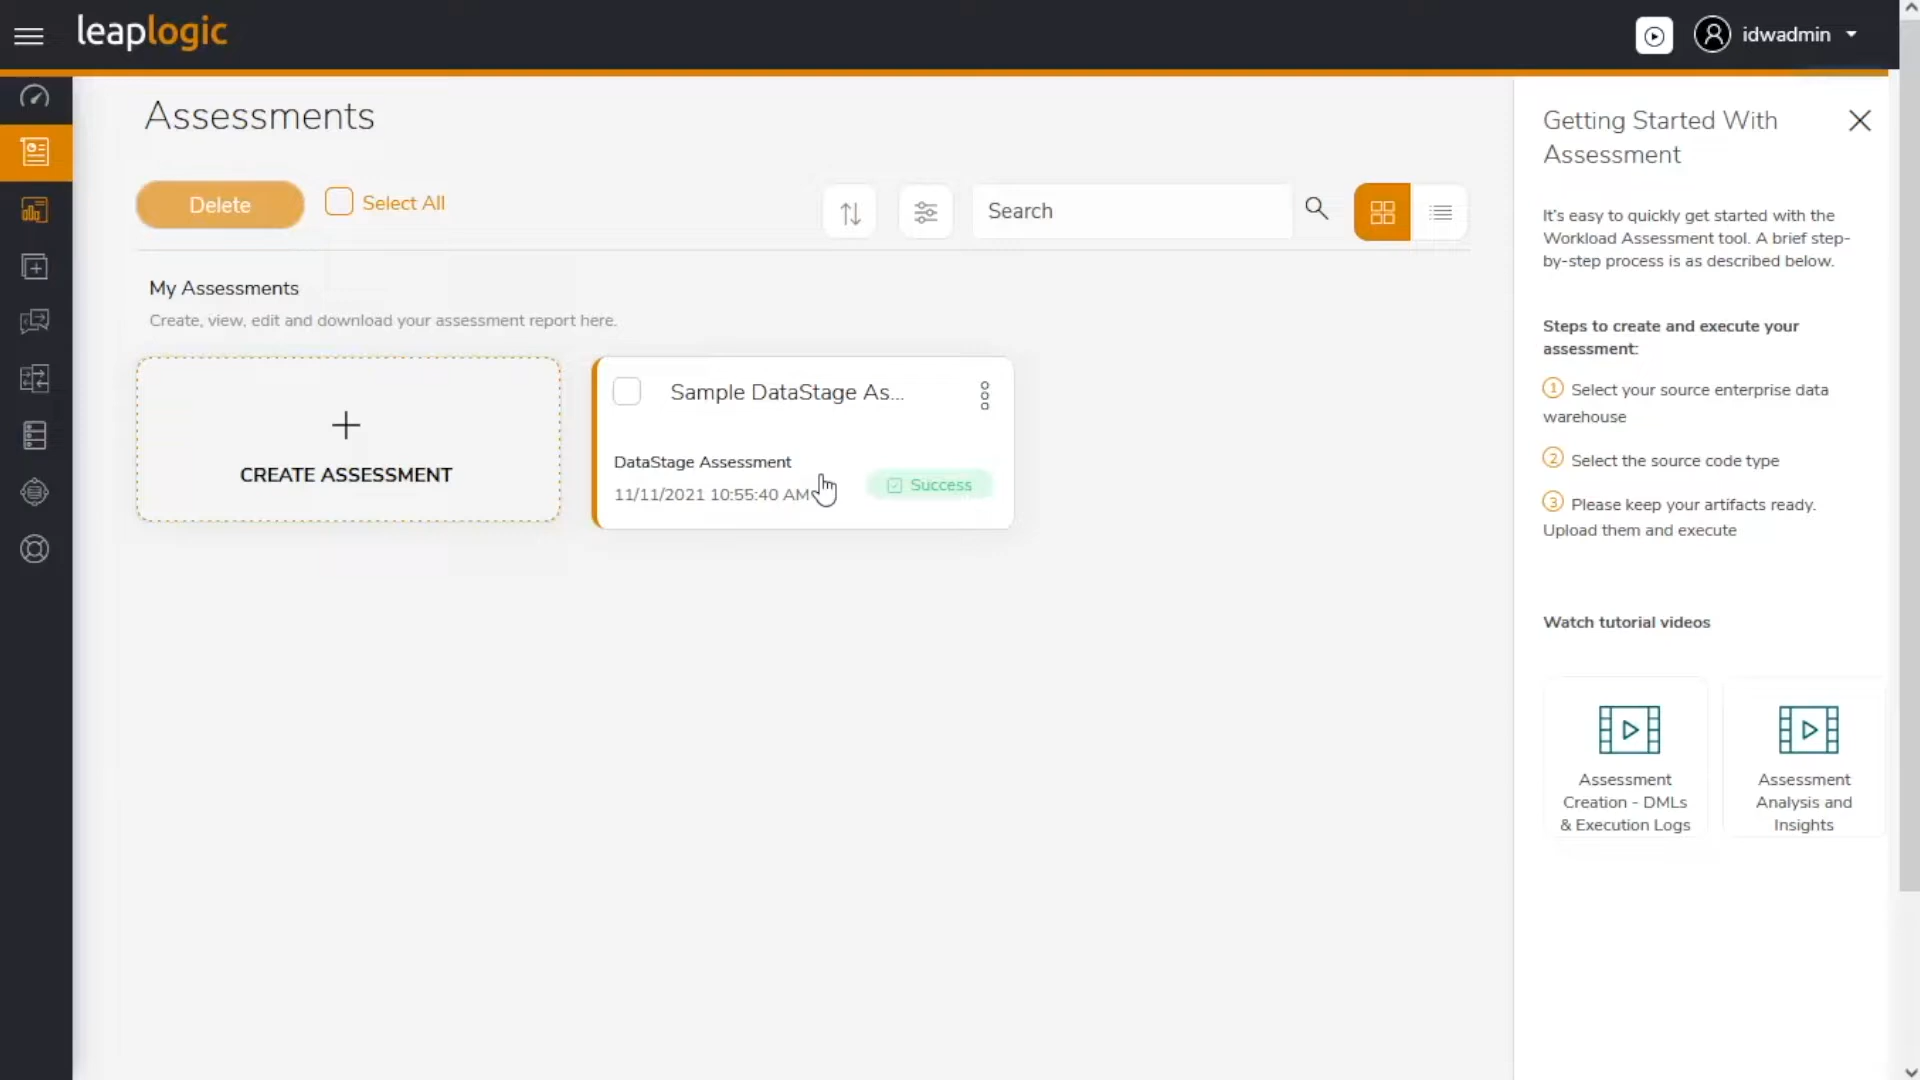 leaplogic
idwadmin
Assessments
Delete
Select All
Search
My Assessments
Create, view, edit and download your assessment report here.
CREATE ASSESSMENT
Sample DataStage As...
DataStage Assessment
11/11/2021 10:55:40 AM
Success
Getting Started With
Assessment
It's easy to quickly get started with the
Workload Assessment tool. A brief step-
by-step process is as described below.
Steps to create and execute your
assessment:
1 Select your source enterprise data
warehouse
2 Select the source code type
3 Please keep your artifacts ready.
Upload them and execute
Watch tutorial videos
Assessment
Creation - DMLs
& Execution Logs
Assessment
Analysis and
Insights